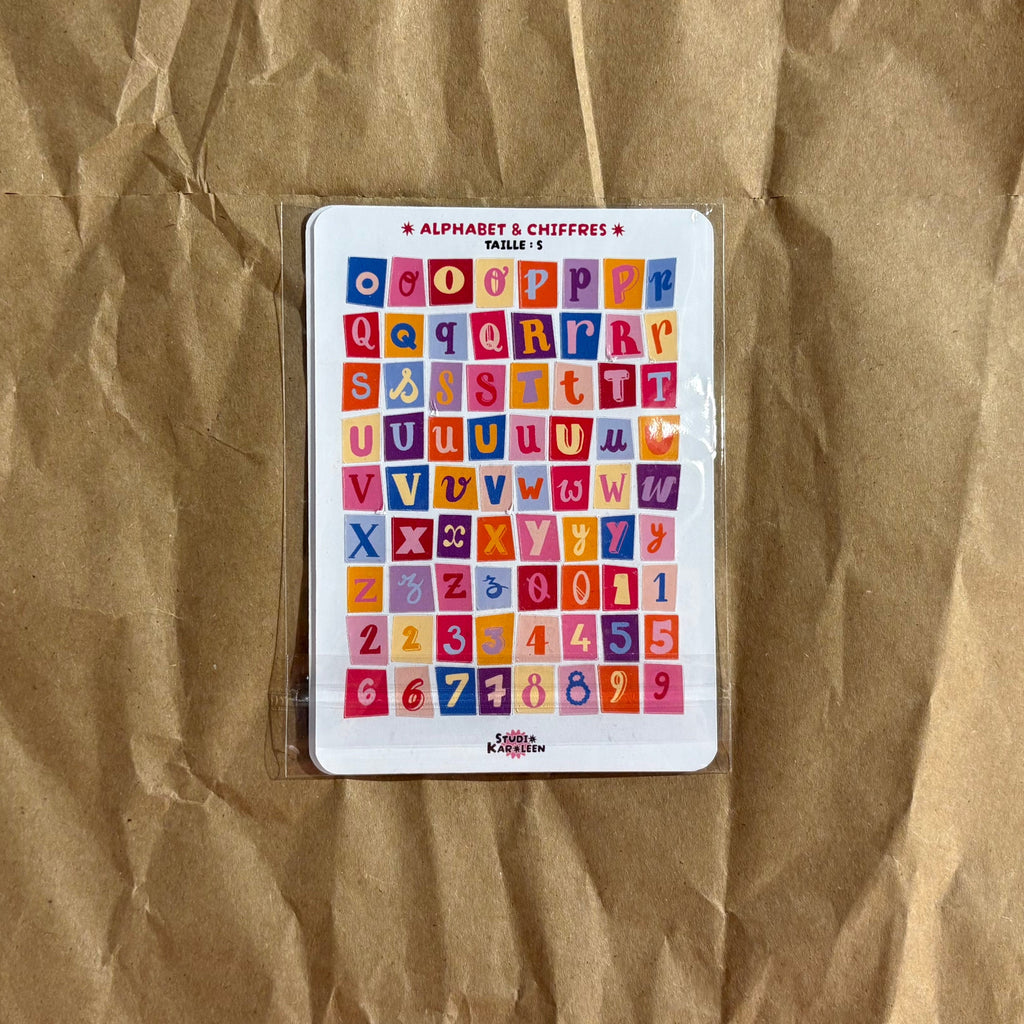 ALPHABET & CHIFFRES
TAILLE : S
o o O o P P P r
Q Q q Q R r R r
S s S S T t T T
U U u U u U u U
V V v V w w W W
X x x x y y y y
Z z z z 0 0 1 1
2 2 3 3 4 4 5 5
6 6 7 7 8 8 9 9
STUDIO
KAROLEEN